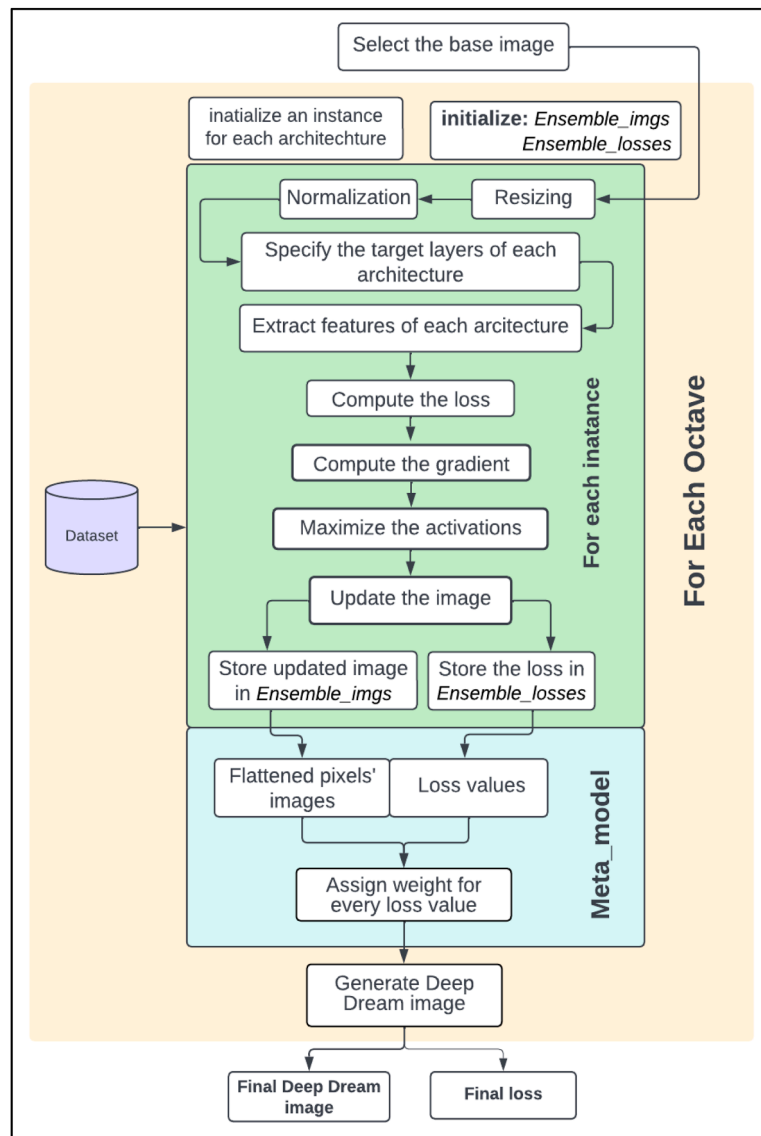 Select the base image
inatialize an instance
for each architechture
initialize: Ensemble_imgs
Ensemble_losses
Normalization
Resizing
Specify the target layers of each
architecture
Extract features of each arcitecture
Compute the loss
Compute the gradient
Maximize the activations
Update the image
Store updated image
in Ensemble_imgs
Store the loss in
Ensemble_losses
For each inatance
For Each Octave
Dataset
Flattened pixels'
images
Loss values
Assign weight for
every loss value
Meta_model
Generate Deep
Dream image
Final Deep Dream
image
Final loss